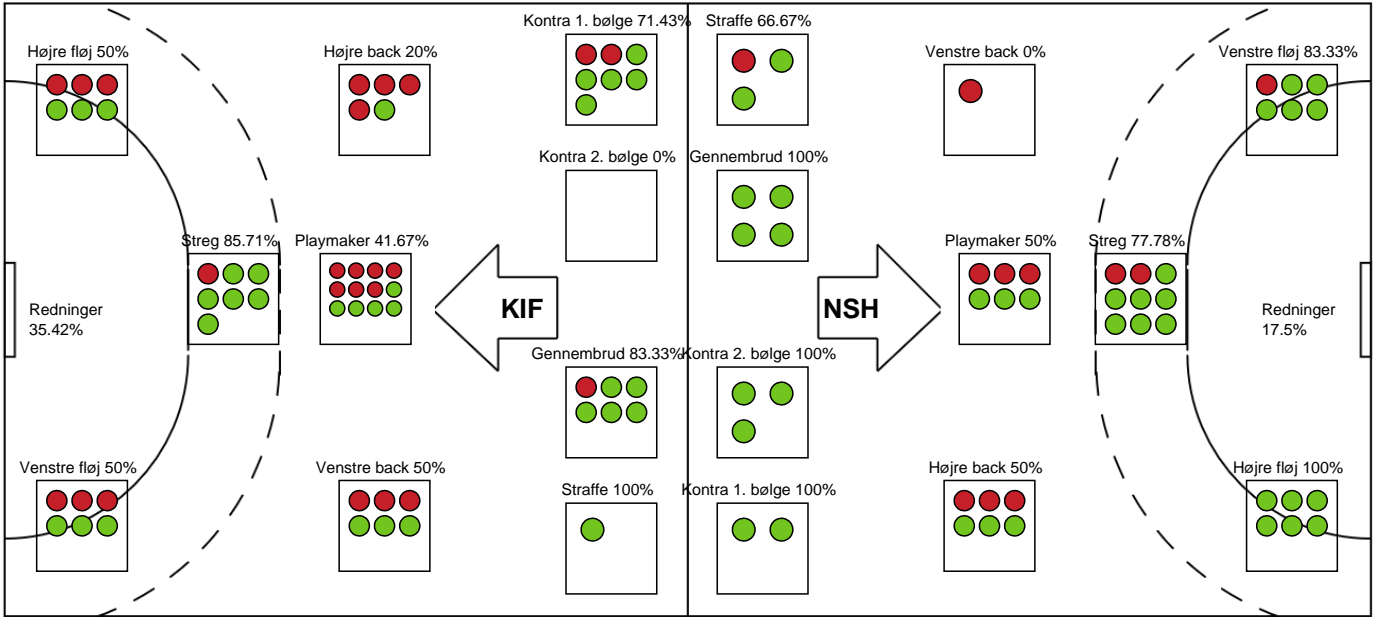 Kontra 1. bølge 71.43%
Straffe 66.67%
Højre fløj 50%
Højre back 20%
Venstre back 0%
Venstre fløj 83.33%
Kontra 2. bølge 0%
Gennembrud 100%
Streg 85.71%
Playmaker 41.67%
Playmaker 50%
Streg 77.78%
Redninger
35.42%
KIF
NSH
Redninger
17.5%
Gennembrud 83.33%
Kontra 2. bølge 100%
Venstre fløj 50%
Venstre back 50%
Højre back 50%
Højre fløj 100%
Straffe 100%
Kontra 1. bølge 100%